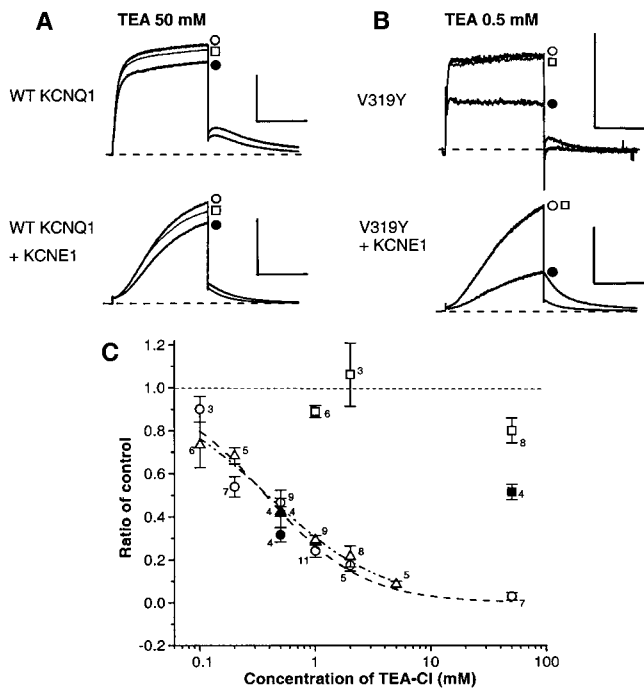 A
TEA 50 mM
WT KCNQ1
WT KCNQ1
+ KCNE1
B
TEA 0.5 mM
V319Y
V319Y
+ KCNE1
C
Ratio of control
1.2
1.0
0.8
0.6
0.4
0.2
0.0
-0.2
3
6
5
7
9
4
4
4
9
11
6
3
8
5
5
8
4
7
0.1
1
10
100
Concentration of TEA-Cl (mM)